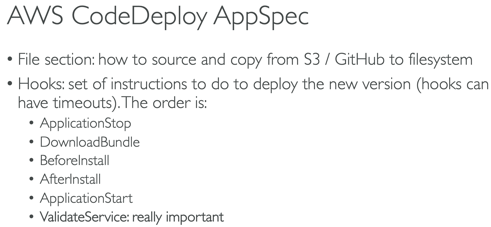 AWS CodeDeploy AppSpec
• File section: how to source and copy from S3 / GitHub to filesystem
• Hooks: set of instructions to do to deploy the new version (hooks can
have timeouts). The order is:
• ApplicationStop
• DownloadBundle
• BeforeInstall
• AfterInstall
• ApplicationStart
• ValidateService: really important